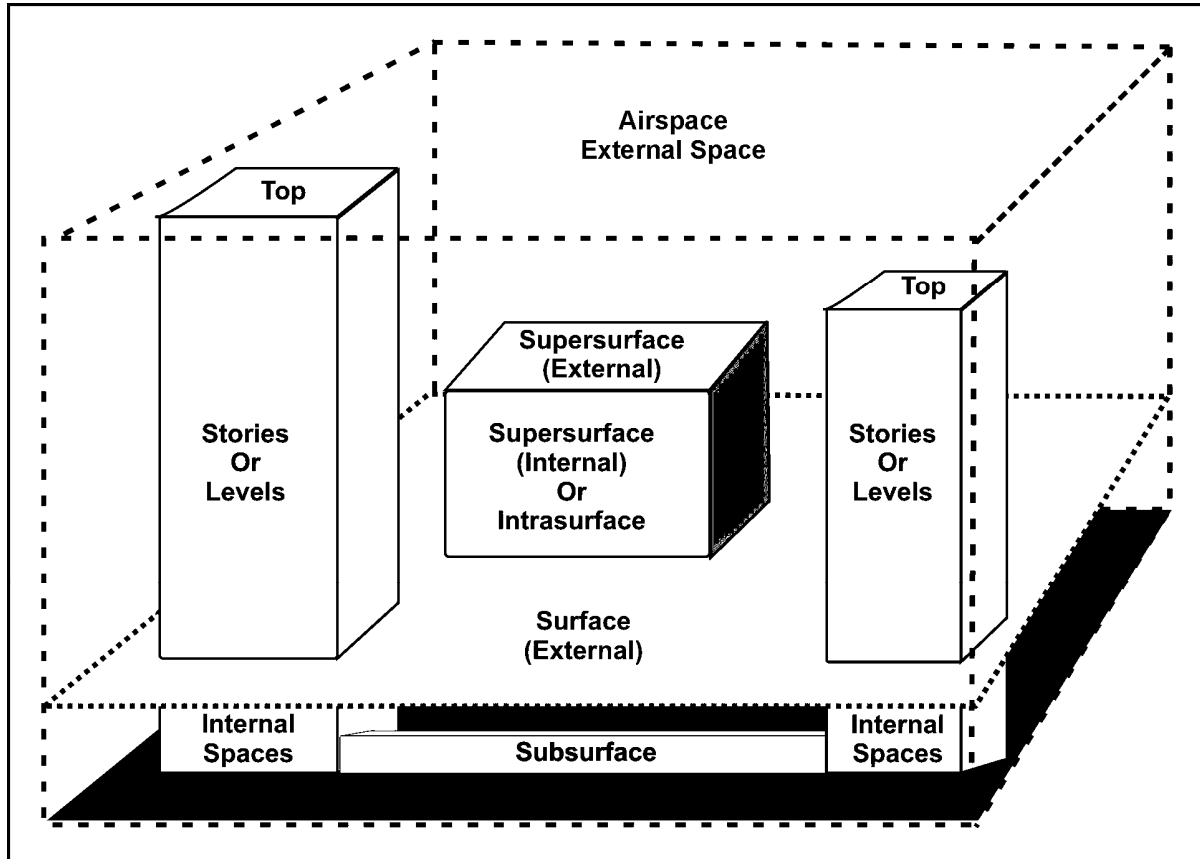 Airspace
External Space
Top
Top
Supersurface
(External)
Stories
Or
Levels
Supersurface
(Internal)
Or
Intrasurface
Stories
Or
Levels
Surface
(External)
Internal
Spaces
Subsurface
Internal
Spaces